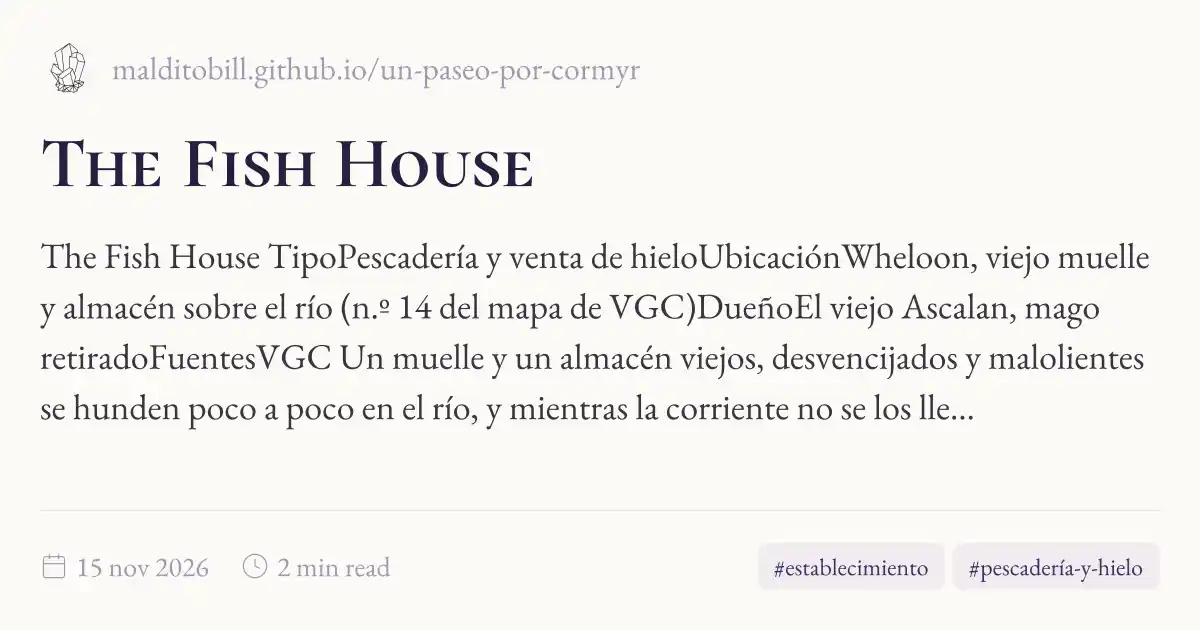 malditobill.github.io/un-paseo-por-cormyr
The Fish House
The Fish House TipoPescadería y venta de hieloUbicaciónWheloon, viejo muelle
y almacén sobre el río (n.º 14 del mapa de VGC)DueñoEl viejo Ascalan, mago
retiradoFuentesVGC Un muelle y un almacén viejos, desvencijados y malolientes
se hunden poco a poco en el río, y mientras la corriente no se los lle...
15 nov 2026
2 min read
#establecimiento
#pescadería-y-hielo